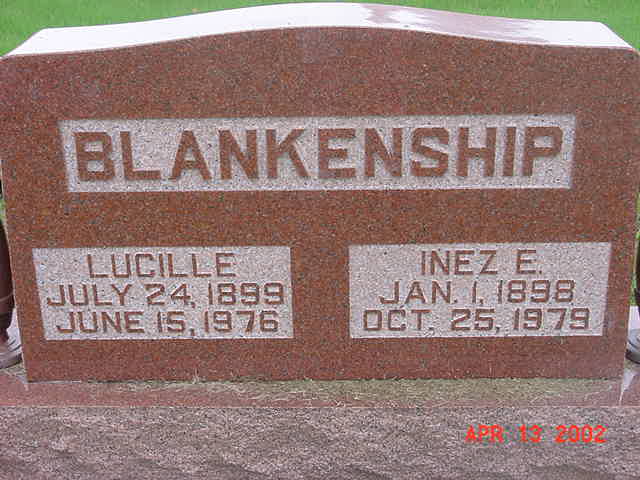 BLANKENSHIP
LUCILLE
JULY 24, 1899
JUNE 15, 1976
INEZ E.
JAN. 1, 1898
OCT. 25, 1979
APR 13 2002